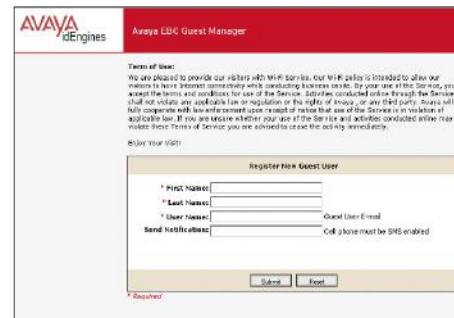 AVAYA
idEngines
Avaya EBC Guest Manager
Term of Use:
We are pleased to provide our visitors with Wi-Fi Service. Our Wi-Fi policy is intended to allow our
visitors to have Internet connectivity while conducting business onsite. By your use of the Service, you
accept the terms and conditions for use of the Service. Activities conducted online through the Service
shall not violate any applicable law or regulation or the rights of Avaya, or any third party. Avaya will
fully cooperate with law enforcement upon receipt of notice that use of the Service is in violation of
applicable law. If you are unsure whether your use of the Service and activities conducted online may
violate these Terms of Service you are advised to cease the activity immediately.
Enjoy Your Visit!
Register New Guest User
* First Name:
* Last Name:
* User Name: Guest User E-mail
Send Notification: Cell phone must be SMS enabled
Submit Reset
* Required